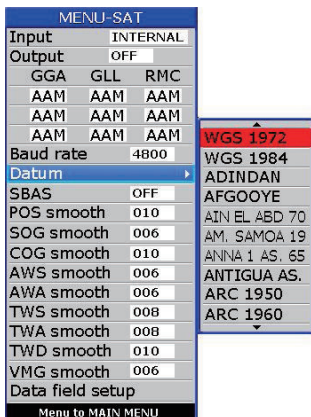 MENU-SAT
Input INTERNAL
Output OFF
GGA GLL RMC
AAM AAM AAM
AAM AAM AAM
AAM AAM AAM
Baud rate 4800
Datum
SBAS OFF
POS smooth 010
SOG smooth 006
COG smooth 010
AWS smooth 006
AWA smooth 006
TWS smooth 008
TWA smooth 008
TWD smooth 010
VMG smooth 006
Data field setup
Menu to MAIN MENU
WGS 1972
WGS 1984
ADINDAN
AFGOOYE
AIN EL ABD 70
AM. SAMOA 19
ANNA 1 AS. 65
ANTIGUA AS.
ARC 1950
ARC 1960